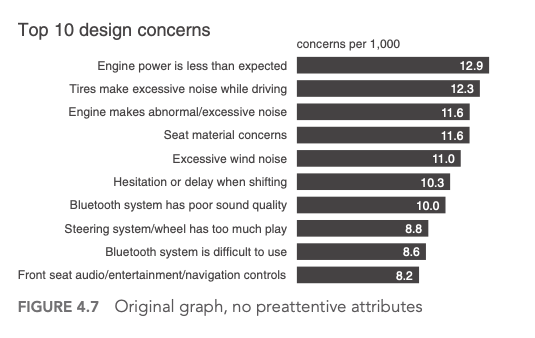 Top 10 design concerns
concerns per 1,000
Engine power is less than expected 12.9
Tires make excessive noise while driving 12.3
Engine makes abnormal/excessive noise 11.6
Seat material concerns 11.6
Excessive wind noise 11.0
Hesitation or delay when shifting 10.3
Bluetooth system has poor sound quality 10.0
Steering system/wheel has too much play 8.8
Bluetooth system is difficult to use 8.6
Front seat audio/entertainment/navigation controls 8.2
FIGURE 4.7 Original graph, no preattentive attributes